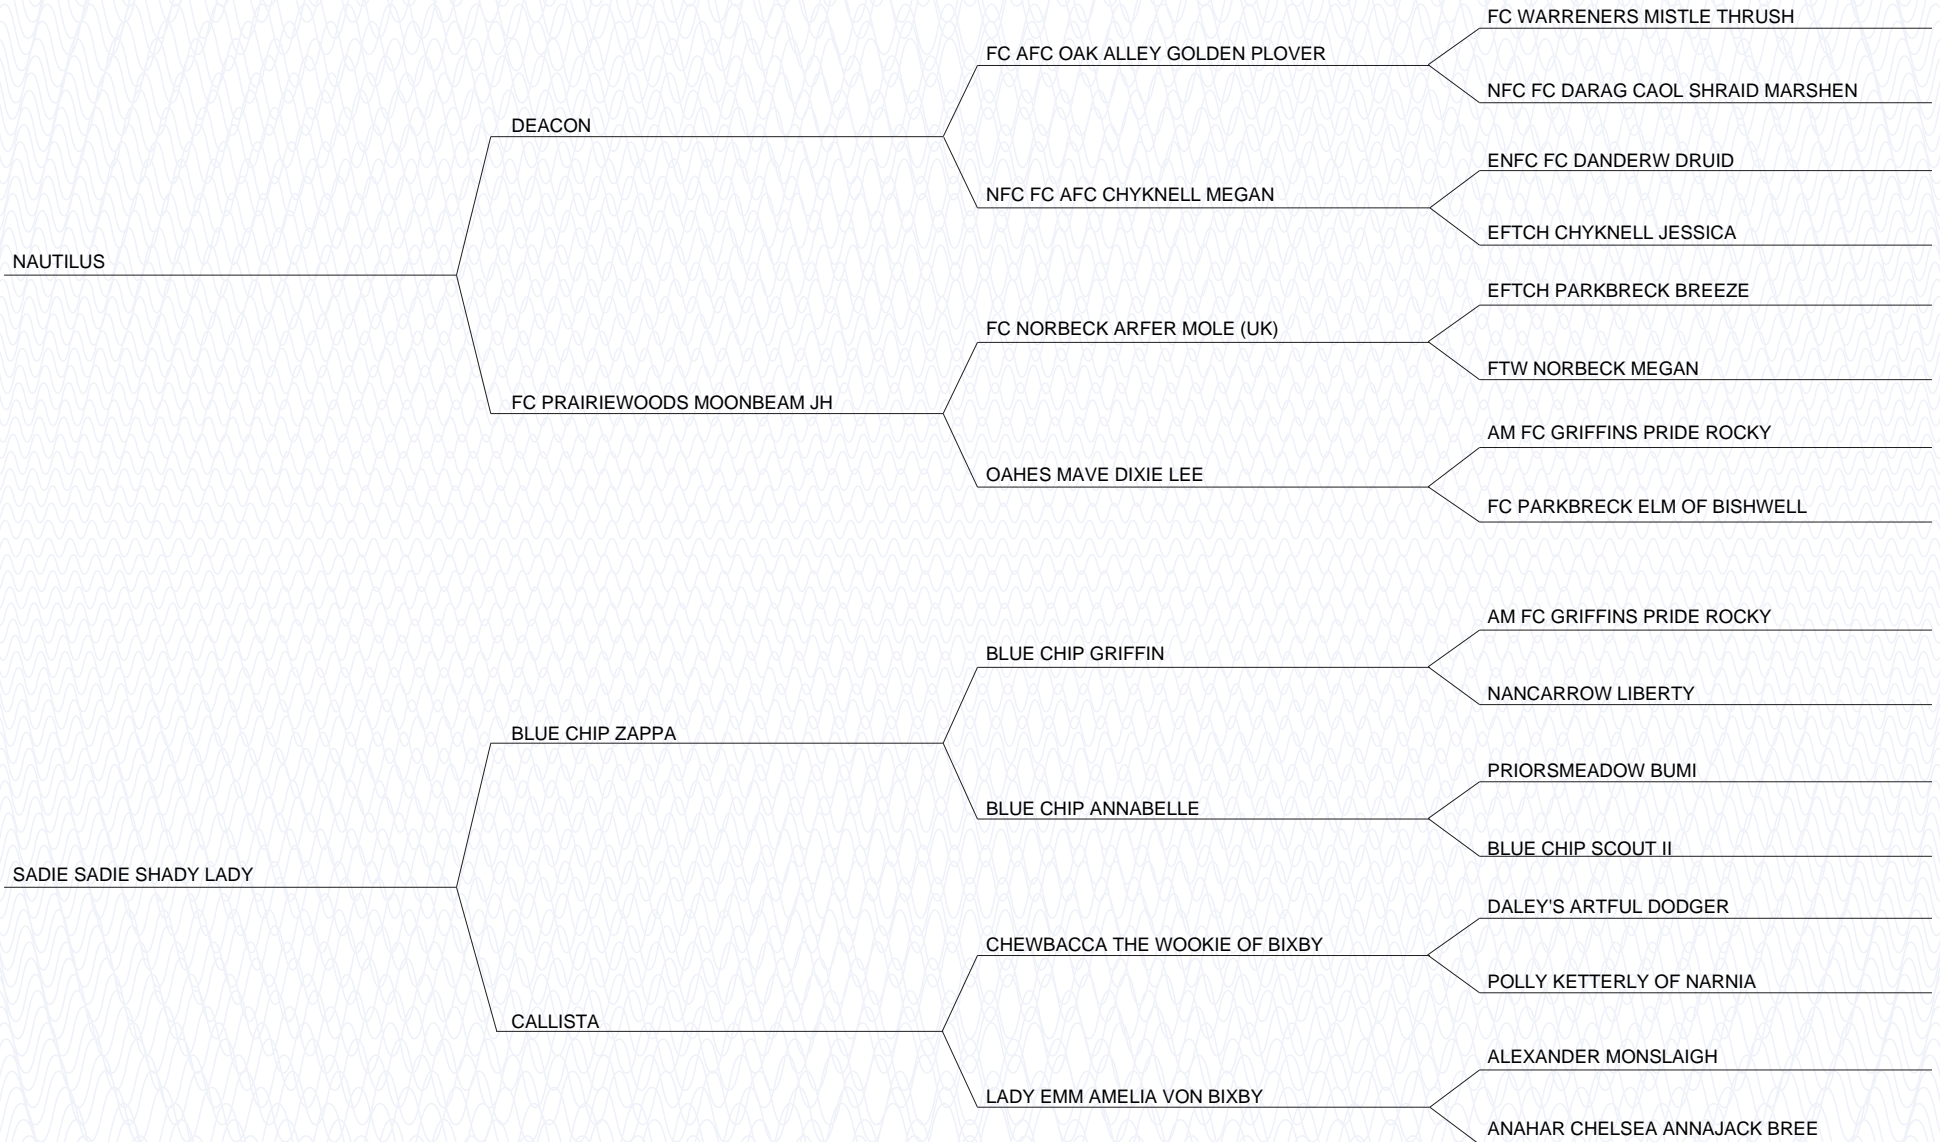 FC WARRENERS MISTLE THRUSH
FC AFC OAK ALLEY GOLDEN PLOVER
NFC FC DARAG CAOL SHRAID MARSHEN
DEACON
ENFC FC DANDERW DRUID
NFC FC AFC CHYKNELL MEGAN
EFTCH CHYKNELL JESSICA
NAUTILUS
EFTCH PARKBRECK BREEZE
FC NORBECK ARFER MOLE (UK)
FTW NORBECK MEGAN
FC PRAIRIEWOODS MOONBEAM JH
AM FC GRIFFINS PRIDE ROCKY
OAHES MAVE DIXIE LEE
FC PARKBRECK ELM OF BISHWELL
AM FC GRIFFINS PRIDE ROCKY
BLUE CHIP GRIFFIN
NANCARROW LIBERTY
BLUE CHIP ZAPPA
PRIORSMEADOW BUMI
BLUE CHIP ANNABELLE
BLUE CHIP SCOUT II
SADIE SADIE SHADY LADY
DALEY'S ARTFUL DODGER
CHEWBACCA THE WOOKIE OF BIXBY
POLLY KETTERLY OF NARNIA
CALLISTA
ALEXANDER MONSLAIGH
LADY EMM AMELIA VON BIXBY
ANAHAR CHELSEA ANNAJACK BREE